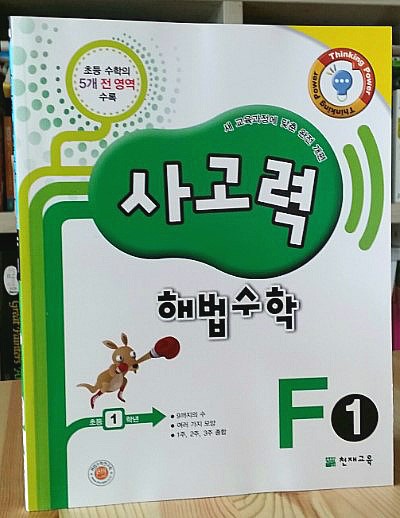 초등 수학의
5개 전 영역
수록
Thinking Power
Thinking Power
새 교육과정에 맞춘 완전 개편
사고력
해법수학
초등 1 학년
• 9까지의 수
• 여러 가지 모양
• 1주, 2주, 3주 종합
F 1
천재교육